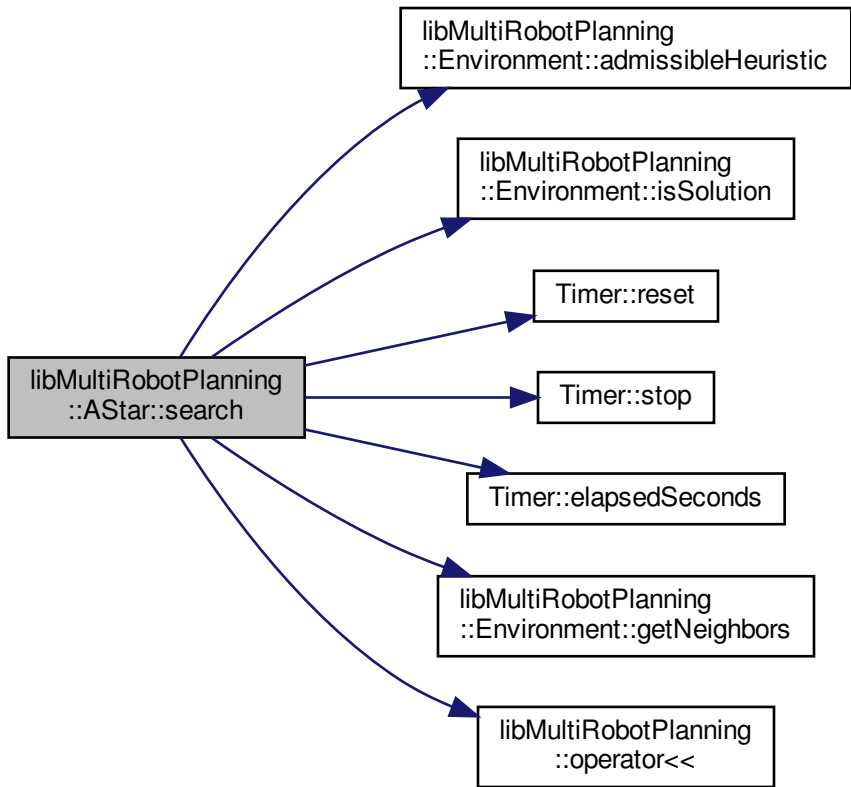 libMultiRobotPlanning
::Environment::admissibleHeuristic
libMultiRobotPlanning
::Environment::isSolution
Timer::reset
libMultiRobotPlanning
::AStar::search
Timer::stop
Timer::elapsedSeconds
libMultiRobotPlanning
::Environment::getNeighbors
libMultiRobotPlanning
::operator<<